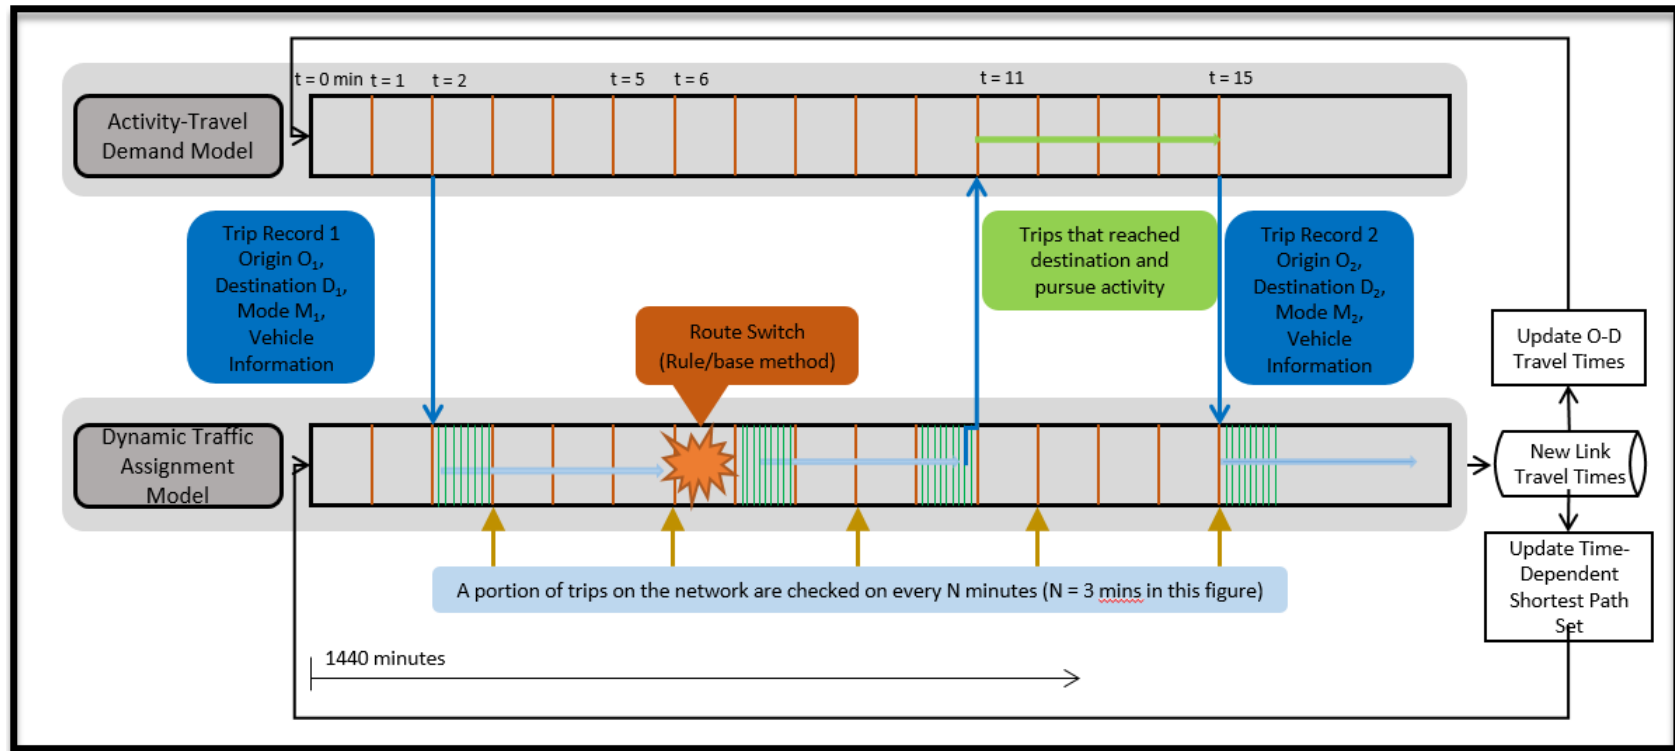 t = 0 min t = 1 t = 2 t = 5 t = 6 t = 11 t = 15
Activity-Travel
Demand Model
Trip Record 1
Origin O₁,
Destination D₁,
Mode M₁,
Vehicle
Information
Trips that reached
destination and
pursue activity
Trip Record 2
Origin O₂,
Destination D₂,
Mode M₂,
Vehicle
Information
Route Switch
(Rule/base method)
Update O-D
Travel Times
Dynamic Traffic
Assignment
Model
New Link
Travel Times
Update Time-
Dependent
Shortest Path
Set
A portion of trips on the network are checked on every N minutes (N = 3 mins in this figure)
1440 minutes